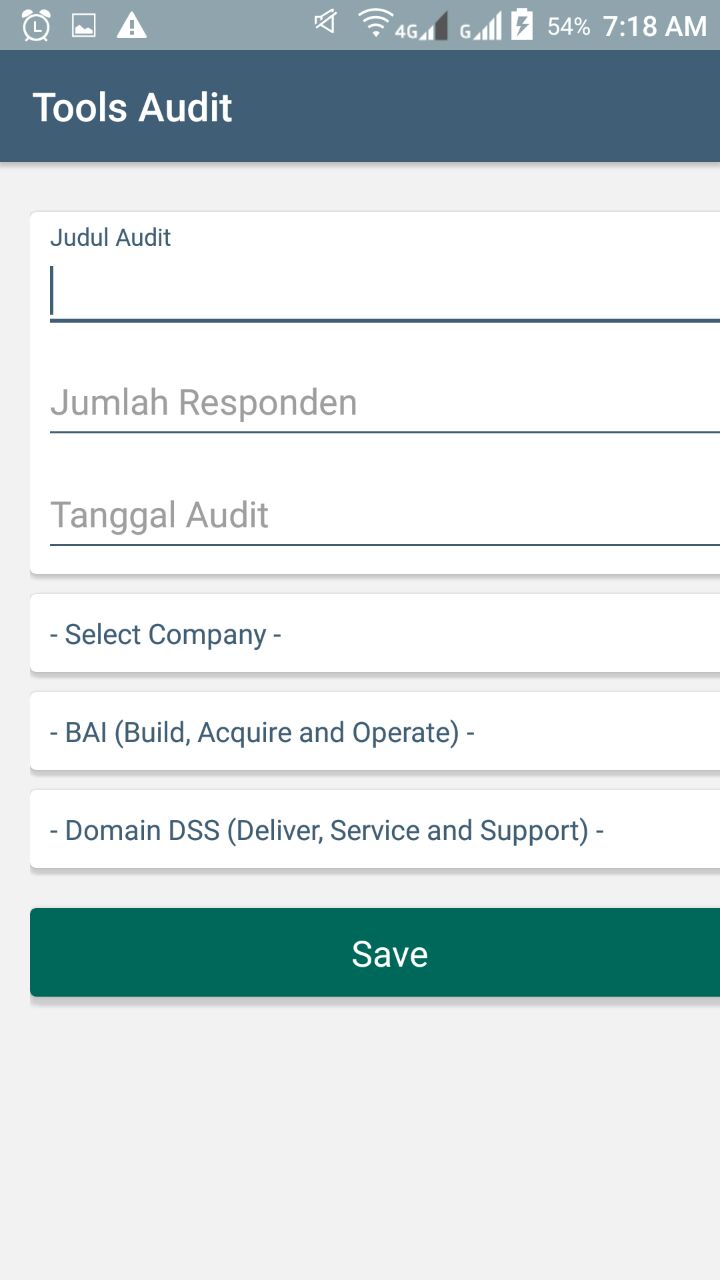 4G G 54% 7:18 AM
Tools Audit
Judul Audit
Jumlah Responden
Tanggal Audit
- Select Company -
- BAI (Build, Acquire and Operate) -
- Domain DSS (Deliver, Service and Support) -
Save